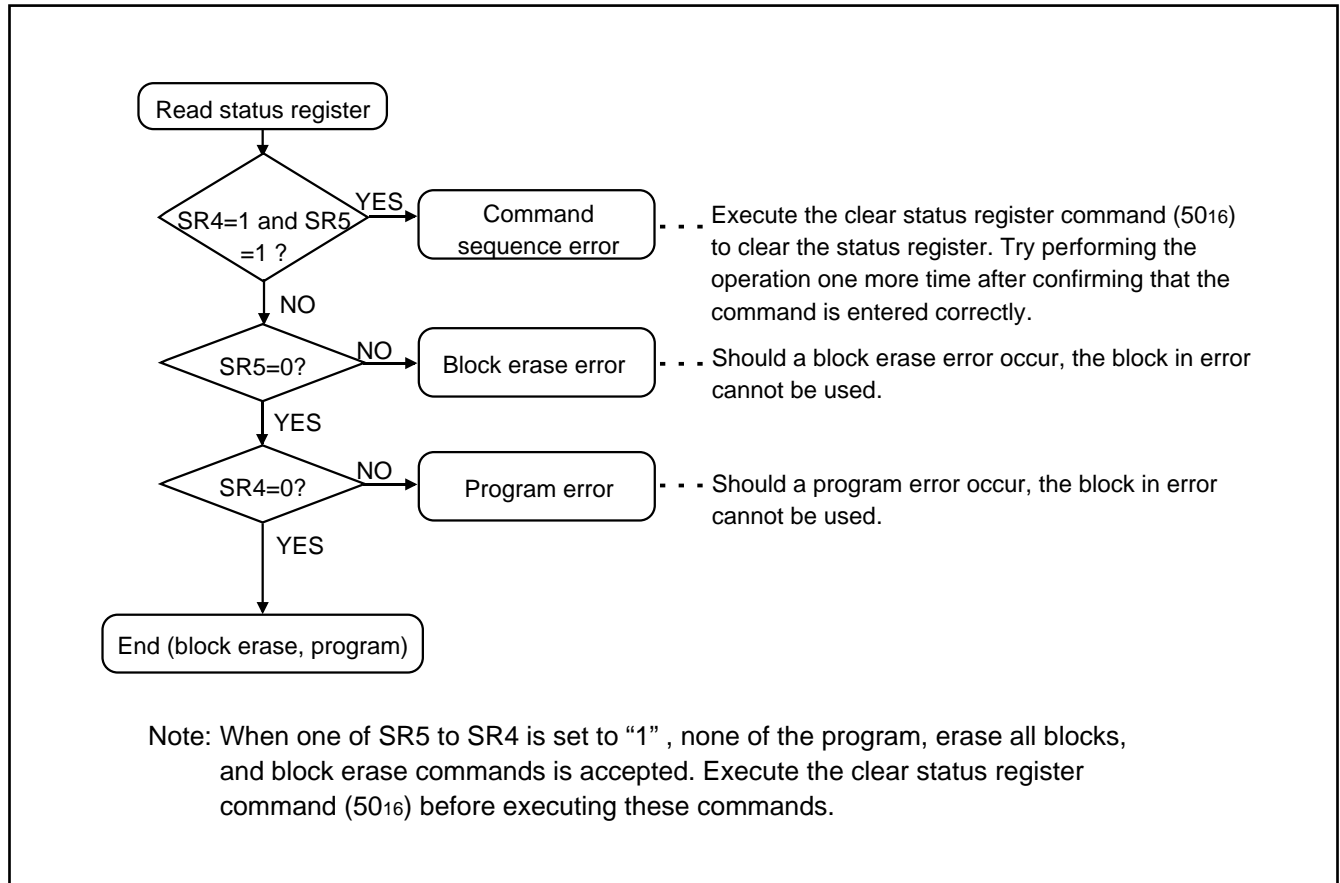 Read status register
YES
SR4=1 and SR5
=1 ?
Command
sequence error
Execute the clear status register command (5016)
to clear the status register. Try performing the
operation one more time after confirming that the
command is entered correctly.
NO
SR5=0?
NO
Block erase error
Should a block erase error occur, the block in error
cannot be used.
YES
SR4=0?
NO
Program error
Should a program error occur, the block in error
cannot be used.
YES
End (block erase, program)
Note: When one of SR5 to SR4 is set to “1” , none of the program, erase all blocks,
and block erase commands is accepted. Execute the clear status register
command (5016) before executing these commands.